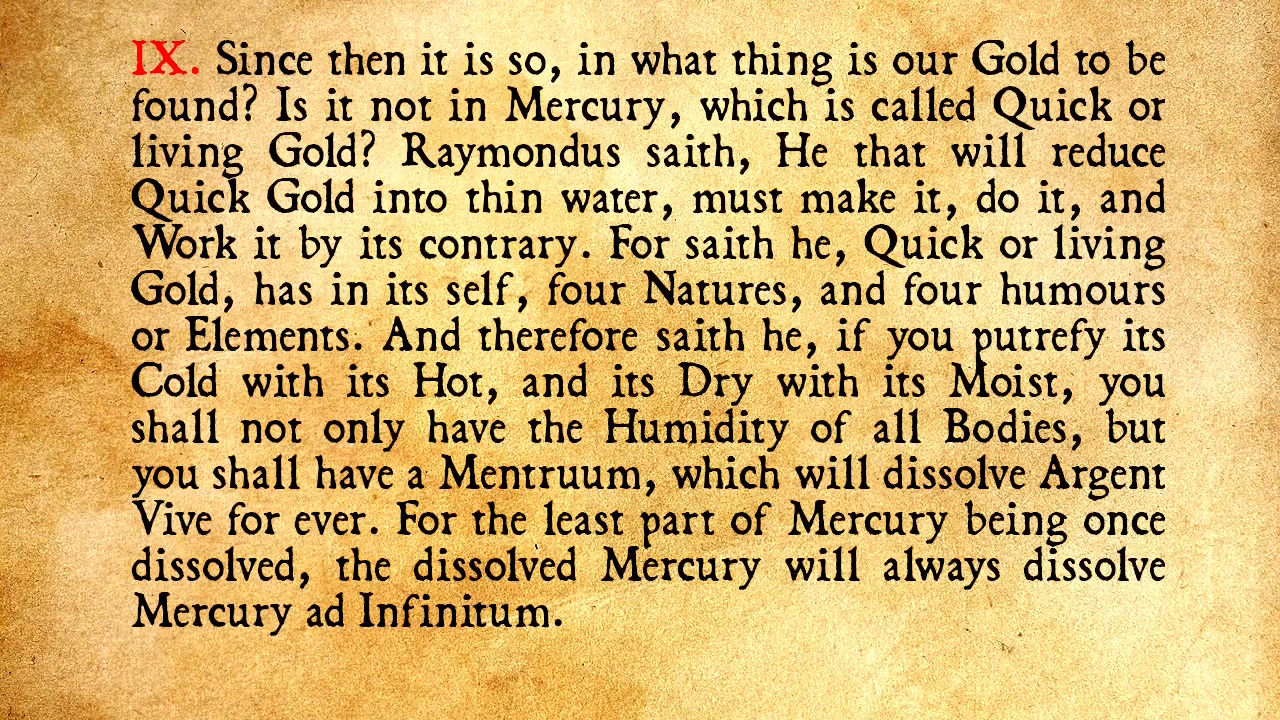 IX. Since then it is so, in what thing is our Gold to be
found? Is it not in Mercury, which is called Quick or
living Gold? Raymondus saith, He that will reduce
Quick Gold into thin water, must make it, do it, and
Work it by its contrary. For saith he, Quick or living
Gold, has in its self, four Natures, and four humours
or Elements. And therefore saith he, if you putrefy its
Cold with its Hot, and its Dry with its Moist, you
shall not only have the Humidity of all Bodies, but
you shall have a Mentruum, which will dissolve Argent
Vive for ever. For the least part of Mercury being once
dissolved, the dissolved Mercury will always dissolve
Mercury ad Infinitum.